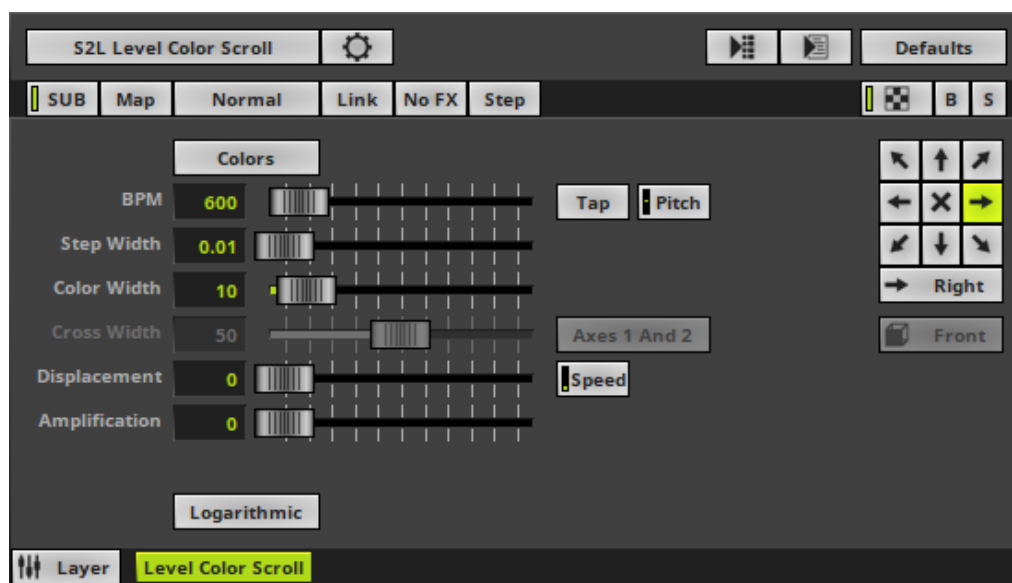 S2L Level Color Scroll Defaults
SUB Map Normal Link No FX Step B S
Colors
BPM 600 Tap Pitch
Step Width 0.01
Color Width 10 Right
Cross Width 50 Axes 1 And 2 Front
Displacement 0 Speed
Amplification 0
Logarithmic
Layer Level Color Scroll